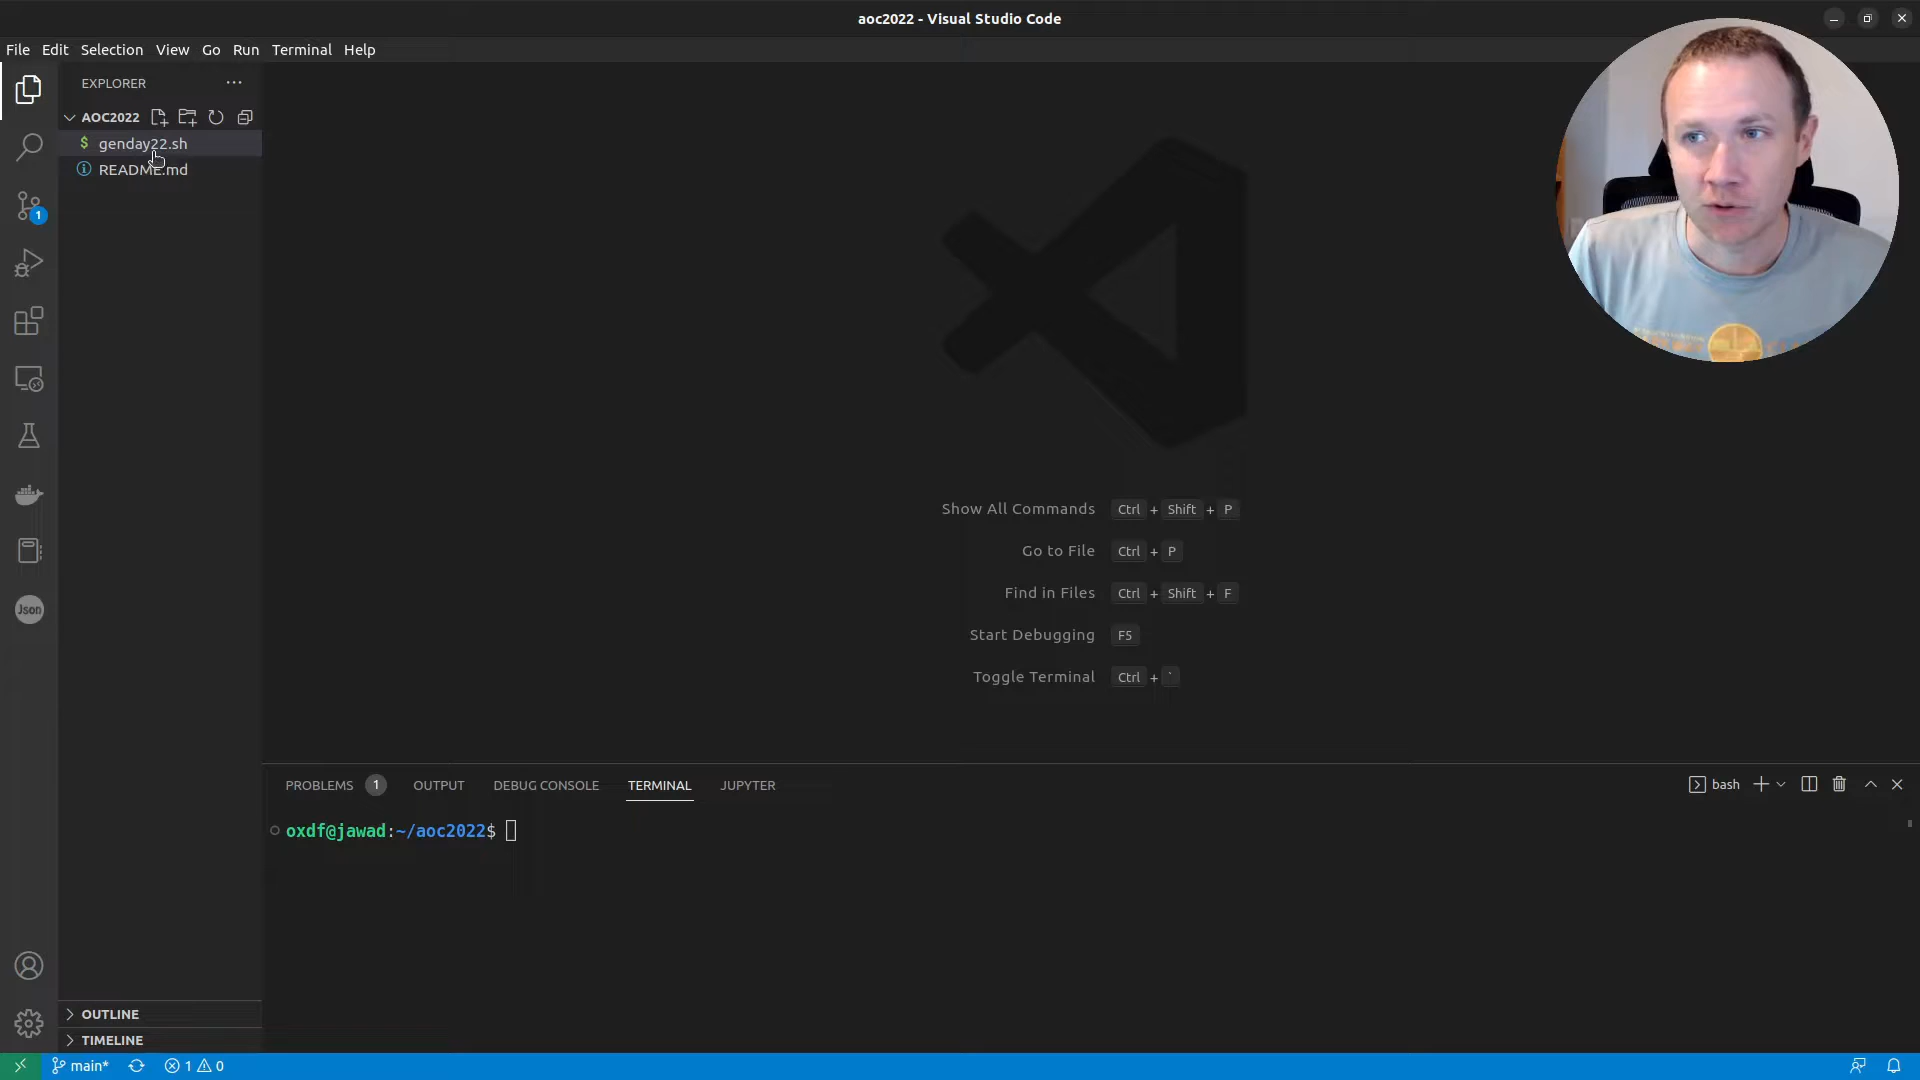 aoc2022 - Visual Studio Code
File Edit Selection View Go Run Terminal Help
EXPLORER
AOC2022
$ genday22.sh
README.md
1
Json
Show All Commands Ctrl + Shift + P
Go to File Ctrl + P
Find in Files Ctrl + Shift + F
Start Debugging F5
Toggle Terminal Ctrl + `
PROBLEMS 1 OUTPUT DEBUG CONSOLE TERMINAL JUPYTER
bash
oxdf@jawad:~/aoc2022$
OUTLINE
TIMELINE
main* 1 0